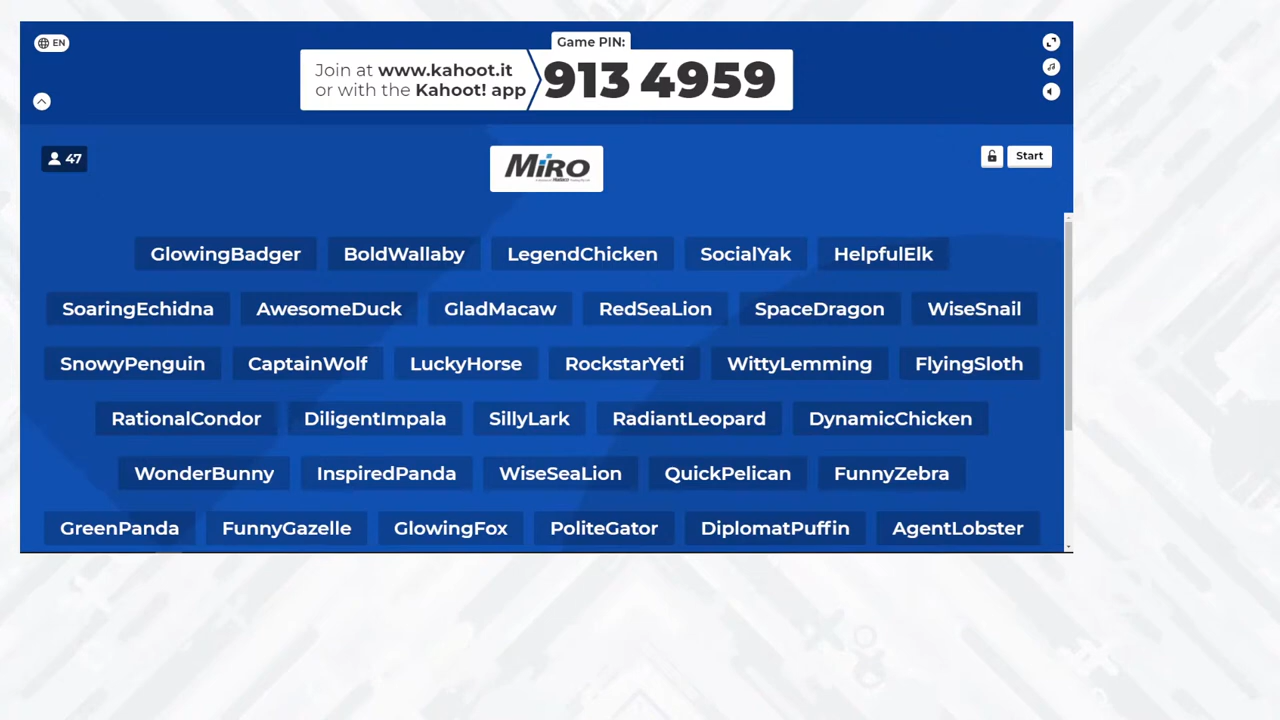 EN
Game PIN:
Join at www.kahoot.it
or with the Kahoot! app
913 4959
47
MiRO
Start
GlowingBadger BoldWallaby LegendChicken SocialYak HelpfulElk
SoaringEchidna AwesomeDuck GladMacaw RedSeaLion SpaceDragon WiseSnail
SnowyPenguin CaptainWolf LuckyHorse RockstarYeti WittyLemming FlyingSloth
RationalCondor DiligentImpala SillyLark RadiantLeopard DynamicChicken
WonderBunny InspiredPanda WiseSeaLion QuickPelican FunnyZebra
GreenPanda FunnyGazelle GlowingFox PoliteGator DiplomatPuffin AgentLobster